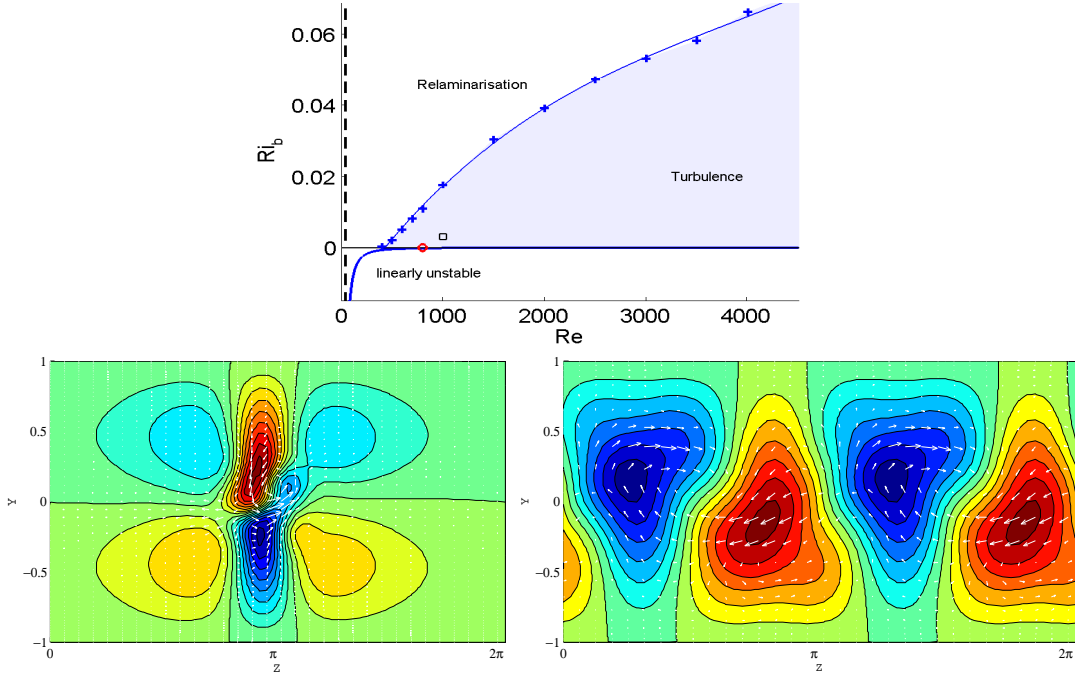 0.06
Relaminarisation
0.04
Ri_b
0.02
Turbulence
0
linearly unstable
0 1000 2000 3000 4000
Re
1 1
0.5 0.5
Y 0 Y 0
−0.5 −0.5
−1 −1
0 π 2π 0 π 2π
Z Z